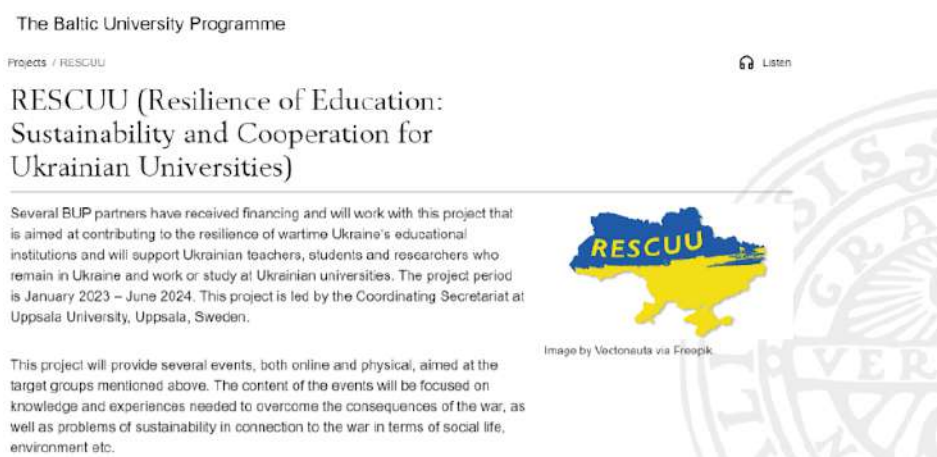 The Baltic University Programme
Projects / RESCUU
Listen
RESCUU (Resilience of Education:
Sustainability and Cooperation for
Ukrainian Universities)
Several BUP partners have received financing and will work with this project that
is aimed at contributing to the resilience of wartime Ukraine's educational
institutions and will support Ukrainian teachers, students and researchers who
remain in Ukraine and work or study at Ukrainian universities. The project period
is January 2023 – June 2024. This project is led by the Coordinating Secretariat at
Uppsala University, Uppsala, Sweden.
RESCUU
Image by Vectonauta via Freepik
This project will provide several events, both online and physical, aimed at the
target groups mentioned above. The content of the events will be focused on
knowledge and experiences needed to overcome the consequences of the war, as
well as problems of sustainability in connection to the war in terms of social life,
environment etc.